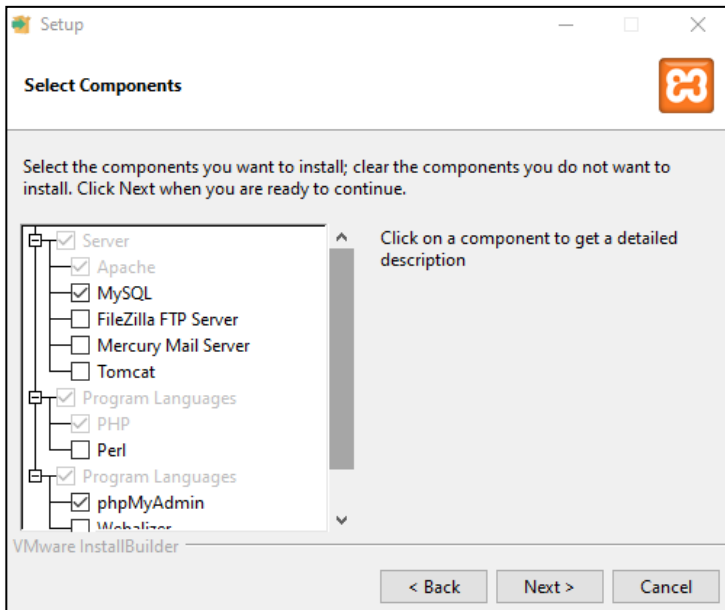 Setup
Select Components
Select the components you want to install; clear the components you do not want to
install. Click Next when you are ready to continue.
Server
Apache
MySQL
FileZilla FTP Server
Mercury Mail Server
Tomcat
Program Languages
PHP
Perl
Program Languages
phpMyAdmin
Webalizer
Click on a component to get a detailed
description
VMware InstallBuilder
< Back
Next >
Cancel